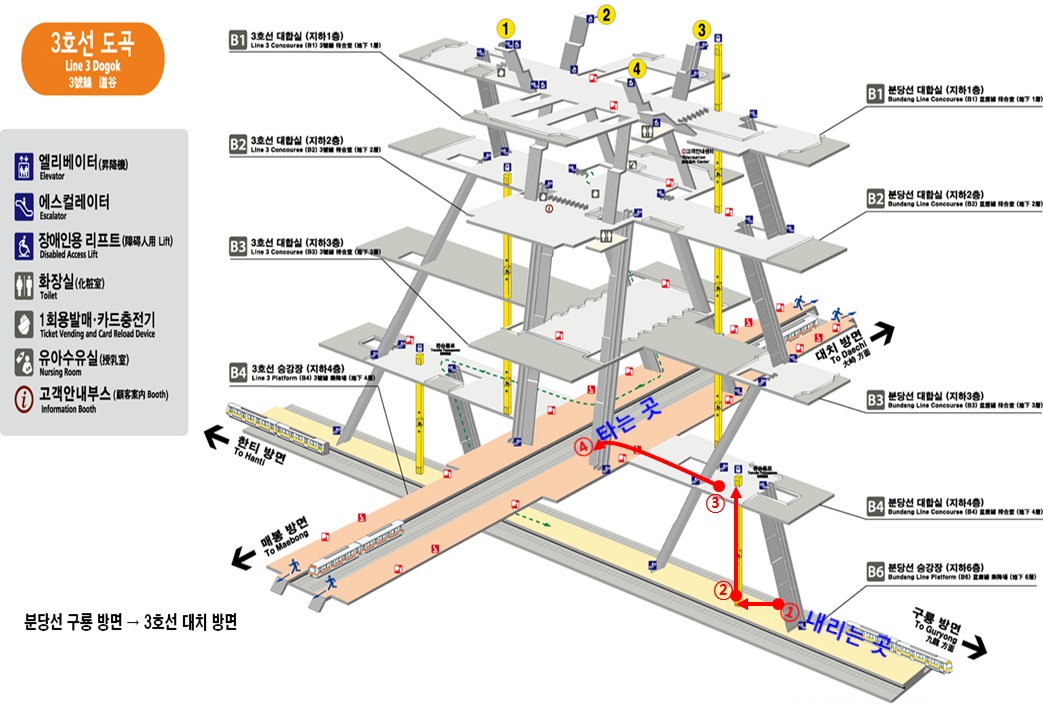 3호선 도곡
Line 3 Dogok
3號線 道谷
엘리베이터(昇降機)
Elevator
에스컬레이터
Escalator
장애인용 리프트(障碍人用 Lift)
Disabled Access Lift
화장실(化粧室)
Toilet
1회용발매·카드충전기
Ticket Vending and Card Reload Device
유아수유실(授乳室)
Nursing Room
고객안내부스(顧客案内 Booth)
Information Booth
B1 3호선 대합실 (지하1층)
Line 3 Concourse (B1) 3號線 待合室 (地下 1層)
B2 3호선 대합실 (지하2층)
Line 3 Concourse (B2) 3號線 待合室 (地下 2層)
B3 3호선 대합실 (지하3층)
Line 3 Concourse (B3) 3號線 待合室 (地下 3層)
B4 3호선 승강장 (지하4층)
Line 3 Platform (B4) 3號線 乘降場 (地下 4層)
1
2
3
4
B1 분당선 대합실 (지하1층)
Bundang Line Concourse (B1) 盆唐線 待合室 (地下 1層)
B2 분당선 대합실 (지하2층)
Bundang Line Concourse (B2) 盆唐線 待合室 (地下 2層)
B3 분당선 대합실 (지하3층)
Bundang Line Concourse (B3) 盆唐線 待合室 (地下 3層)
B4 분당선 대합실 (지하4층)
Bundang Line Concourse (B4) 盆唐線 待合室 (地下 4層)
B6 분당선 승강장 (지하6층)
Bundang Line Platform (B6) 盆唐線 乘降場 (地下 6層)
고객안내센터
Information
Center
환승통로
환승통로
대치 방면
To Daechi
大峙 方面
한티 방면
To Hanti
매봉 방면
To Maebong
구룡 방면
To Guryong
九龍 方面
타는 곳
④
③
②
①
내리는 곳
분당선 구룡 방면 → 3호선 대치 방면